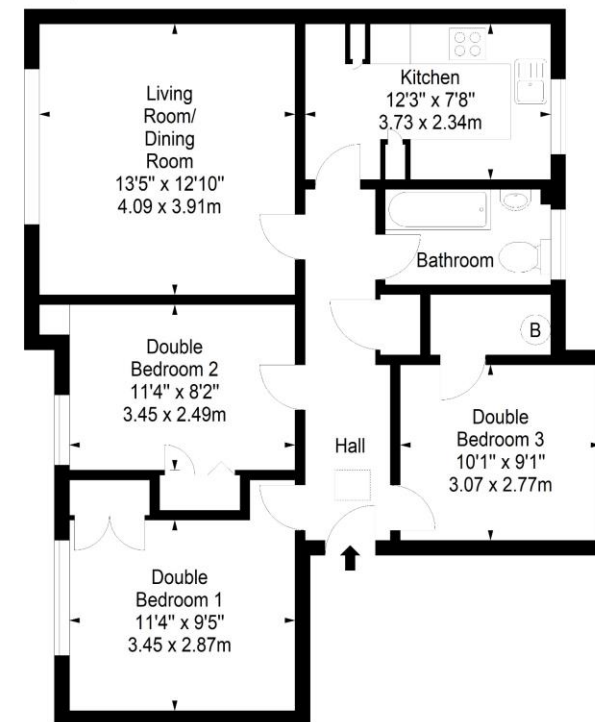 Living
Room/
Dining
Room
13'5" x 12'10"
4.09 x 3.91m
Kitchen
12'3" x 7'8"
3.73 x 2.34m
Bathroom
B
Double
Bedroom 2
11'4" x 8'2"
3.45 x 2.49m
Hall
Double
Bedroom 3
10'1" x 9'1"
3.07 x 2.77m
Double
Bedroom 1
11'4" x 9'5"
3.45 x 2.87m